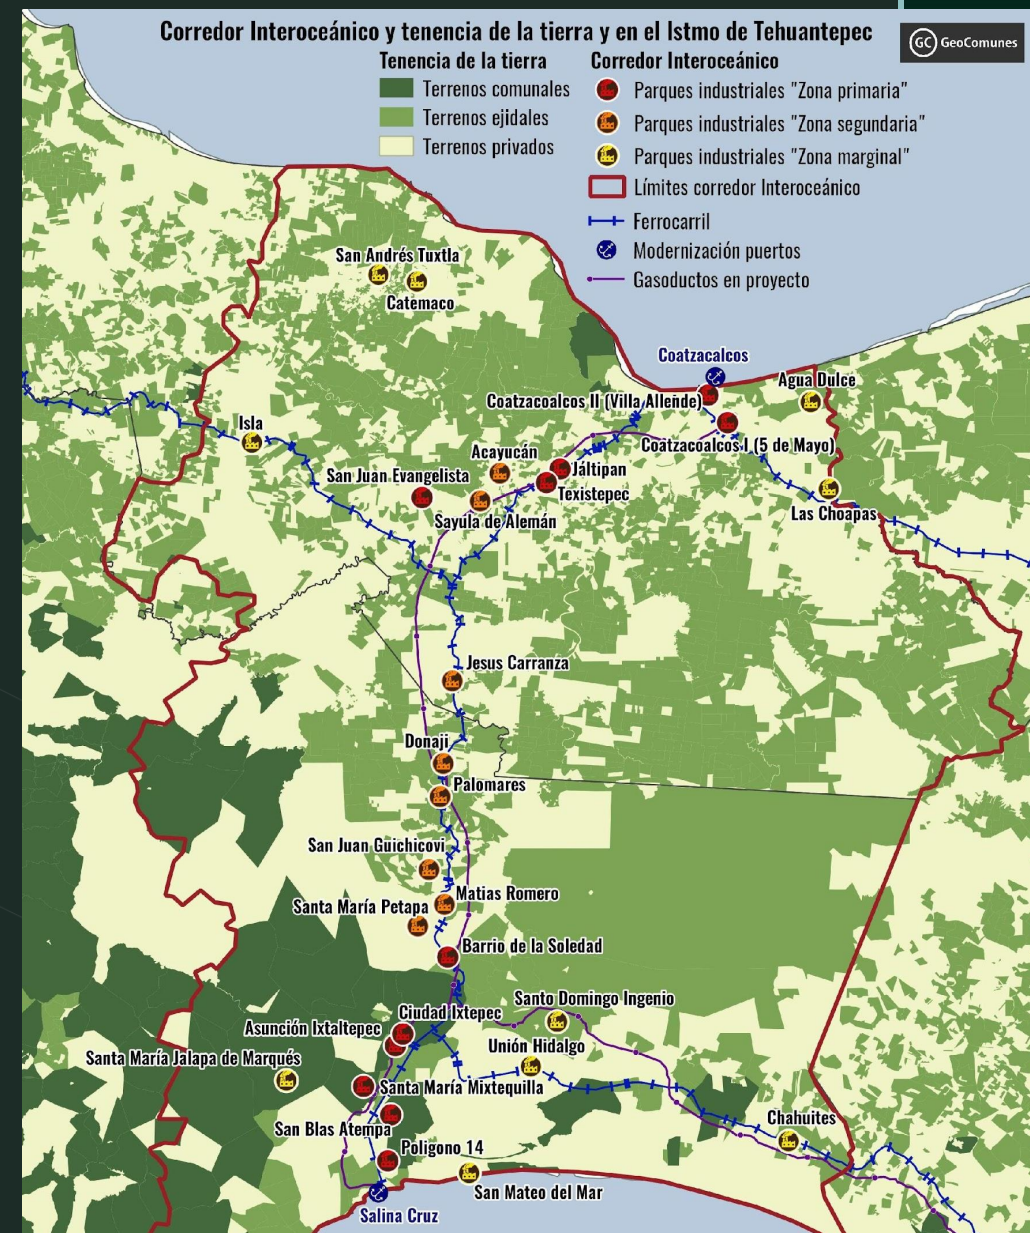 Corredor Interoceánico y tenencia de la tierra y en el Istmo de Tehuantepec
GC GeoComunes
Tenencia de la tierra
Terrenos comunales
Terrenos ejidales
Terrenos privados
Corredor Interoceánico
Parques industriales "Zona primaria"
Parques industriales "Zona segundaria"
Parques industriales "Zona marginal"
Límites corredor Interoceánico
Ferrocarril
Modernización puertos
Gasoductos en proyecto
San Andrés Tuxtla
Catemaco
Coatzacalcos
Agua Dulce
Coatzacoalcos II (Villa Allende)
Isla
Coatzacoalcos I (5 de Mayo)
Acayucán
Jáltipan
San Juan Evangelista
Texistepec
Las Choapas
Sayula de Alemán
Jesus Carranza
Donaji
Palomares
San Juan Guichicovi
Matias Romero
Santa María Petapa
Barrio de la Soledad
Santo Domingo Ingenio
Ciudad Ixtepec
Asunción Ixtaltepec
Unión Hidalgo
Santa María Jalapa de Marqués
Santa María Mixtequilla
Chahuites
San Blas Atempa
Poligono 14
San Mateo del Mar
Salina Cruz